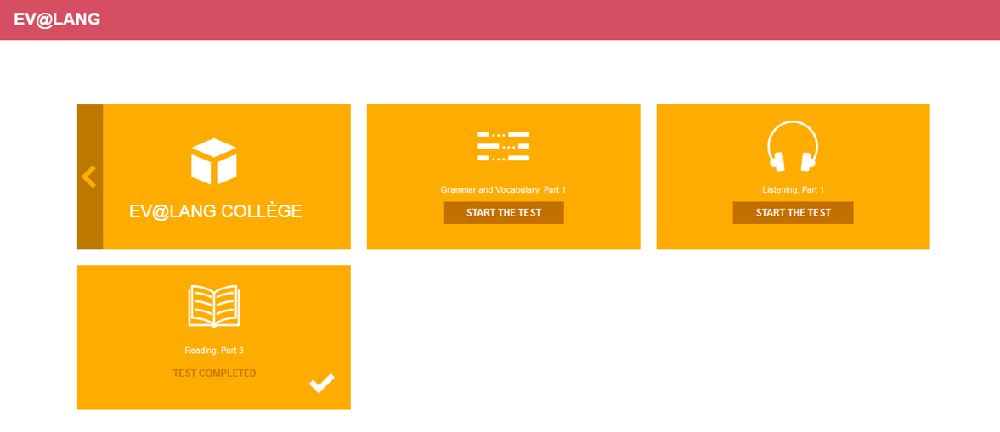 EV@LANG
EV@LANG COLLÈGE
Grammar and Vocabulary. Part 1
START THE TEST
Listening. Part 1
START THE TEST
Reading. Part 3
TEST COMPLETED